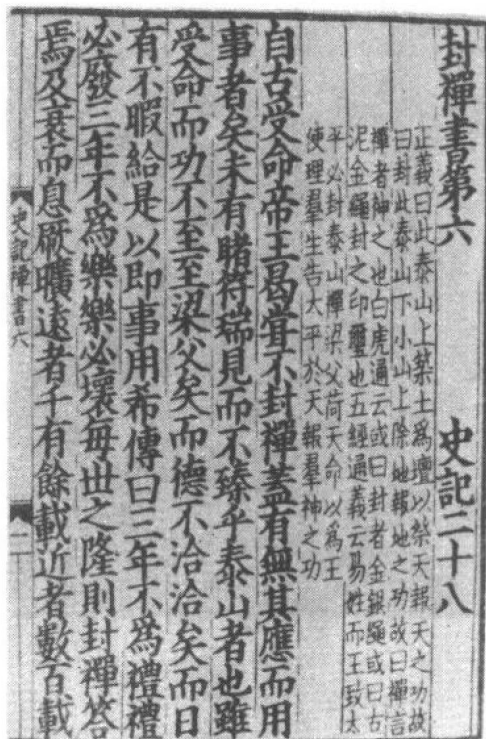 封禪書第六　史記二十八
正義曰此泰山上築土爲壇以祭天報天之功故
曰封此泰山下小山上除地報地之功故曰禪言
禪者神之也白虎通云或曰封者金銀繩或曰石
泥金繩封之印璽也五經通義云易姓而王致太
平必封泰山禪梁父荷天命以爲王
使理羣生告大平於天報羣神之功
自古受命帝王曷甞不封禪蓋有無其應而用
事者矣未有睹符瑞見而不臻乎泰山者也雖
受命而功不至至梁父矣而德不洽洽矣而日
有不暇給是以即事用希傳曰三年不爲禮禮
必廢三年不爲樂樂必壞每世之隆則封禪答
焉及衰而息厥曠遠者千有餘載近者數百載
史記禪書六　二